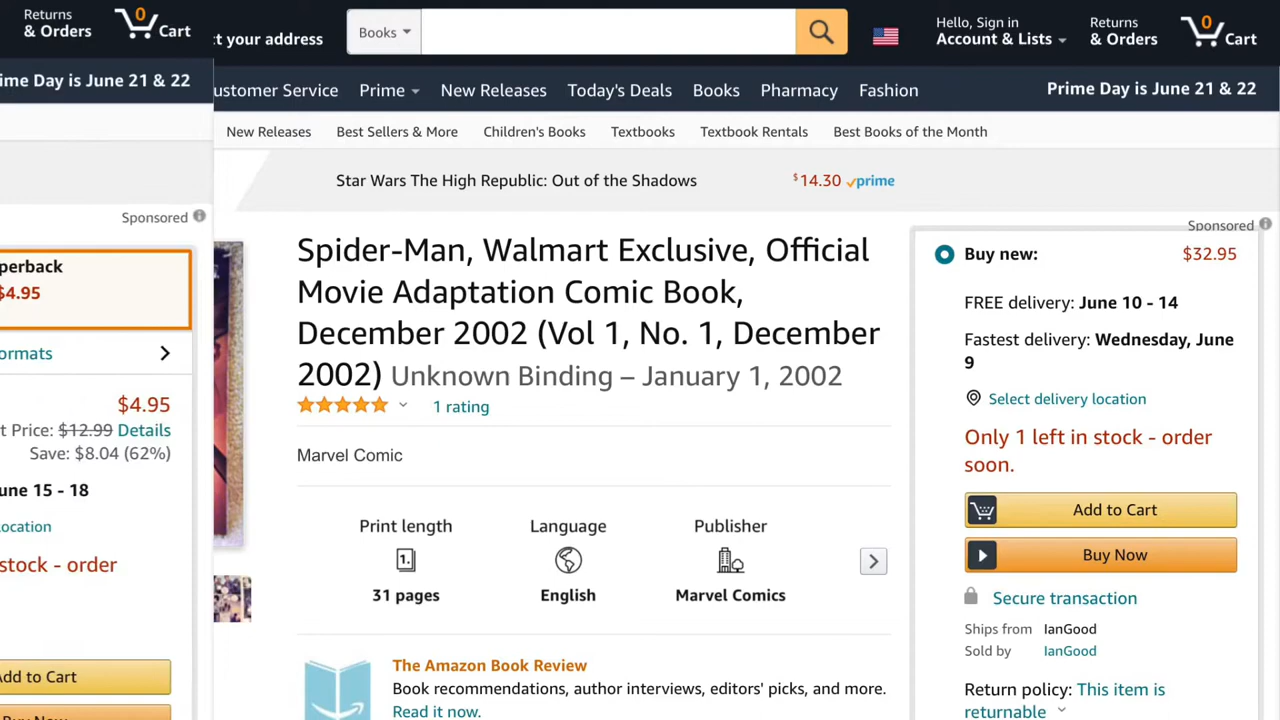 Returns
& Orders
0
Cart
ime Day is June 21 & 22
Sponsored
perback
$4.95
ormats
$4.95
t Price: $12.99 Details
Save: $8.04 (62%)
une 15 - 18
ocation
stock - order
Add to Cart
Buy Now
ct your address
Books
Hello, Sign in
Account & Lists
Returns
& Orders
0
Cart
ustomer Service
Prime
New Releases
Today's Deals
Books
Pharmacy
Fashion
Prime Day is June 21 & 22
New Releases
Best Sellers & More
Children's Books
Textbooks
Textbook Rentals
Best Books of the Month
Star Wars The High Republic: Out of the Shadows
$14.30 prime
Sponsored
Spider-Man, Walmart Exclusive, Official
Movie Adaptation Comic Book,
December 2002 (Vol 1, No. 1, December
2002) Unknown Binding – January 1, 2002
1 rating
Marvel Comic
Print length
1.
31 pages
Language
English
Publisher
Marvel Comics
The Amazon Book Review
Book recommendations, author interviews, editors' picks, and more.
Read it now.
Buy new:
$32.95
FREE delivery: June 10 - 14
Fastest delivery: Wednesday, June
9
Select delivery location
Only 1 left in stock - order
soon.
Add to Cart
Buy Now
Secure transaction
Ships from IanGood
Sold by IanGood
Return policy: This item is
returnable